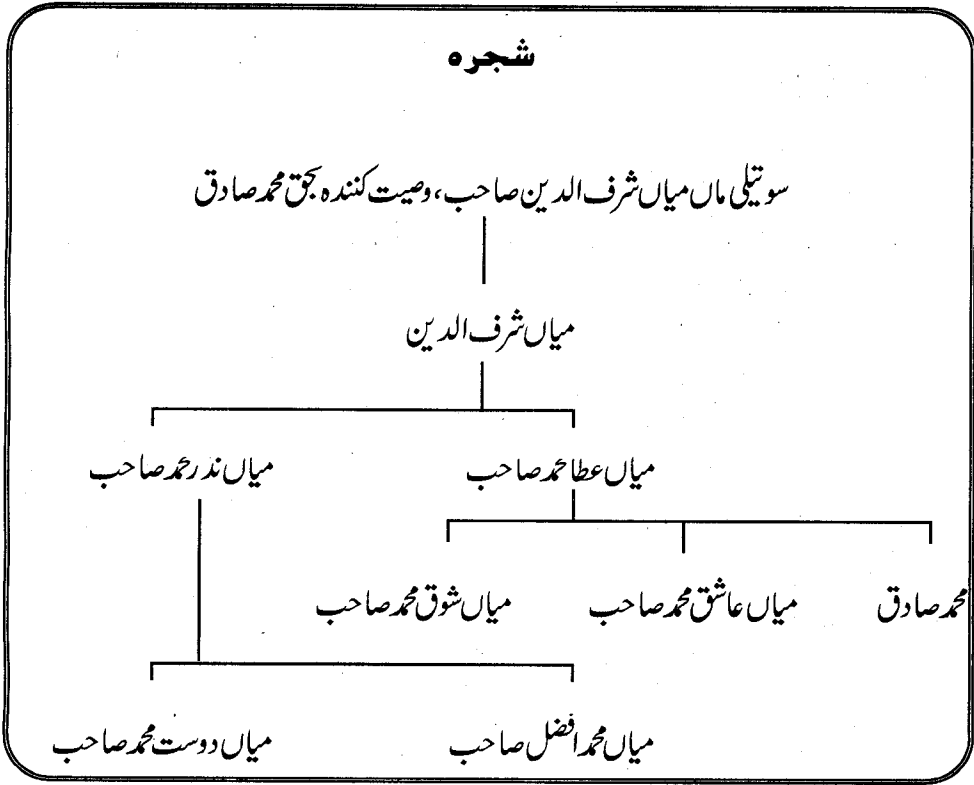 شجرہ
سوتیلی ماں میاں شرف الدین صاحب، وصیت کنندہ بحق محمد صادق
میاں شرف الدین
میاں عطا محمد صاحب میاں نذر محمد صاحب
محمد صادق میاں عاشق محمد صاحب میاں شوق محمد صاحب
میاں محمد افضل صاحب میاں دوست محمد صاحب